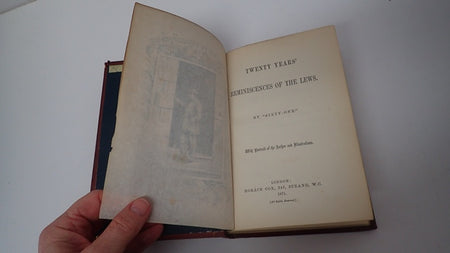 TWENTY YEARS'
REMINISCENCES OF THE LEWS.
BY "SIXTY-ONE"
With Portrait of the Author and Illustrations.
LONDON:
HORACE COX, 346, STRAND, W.C.
1871.